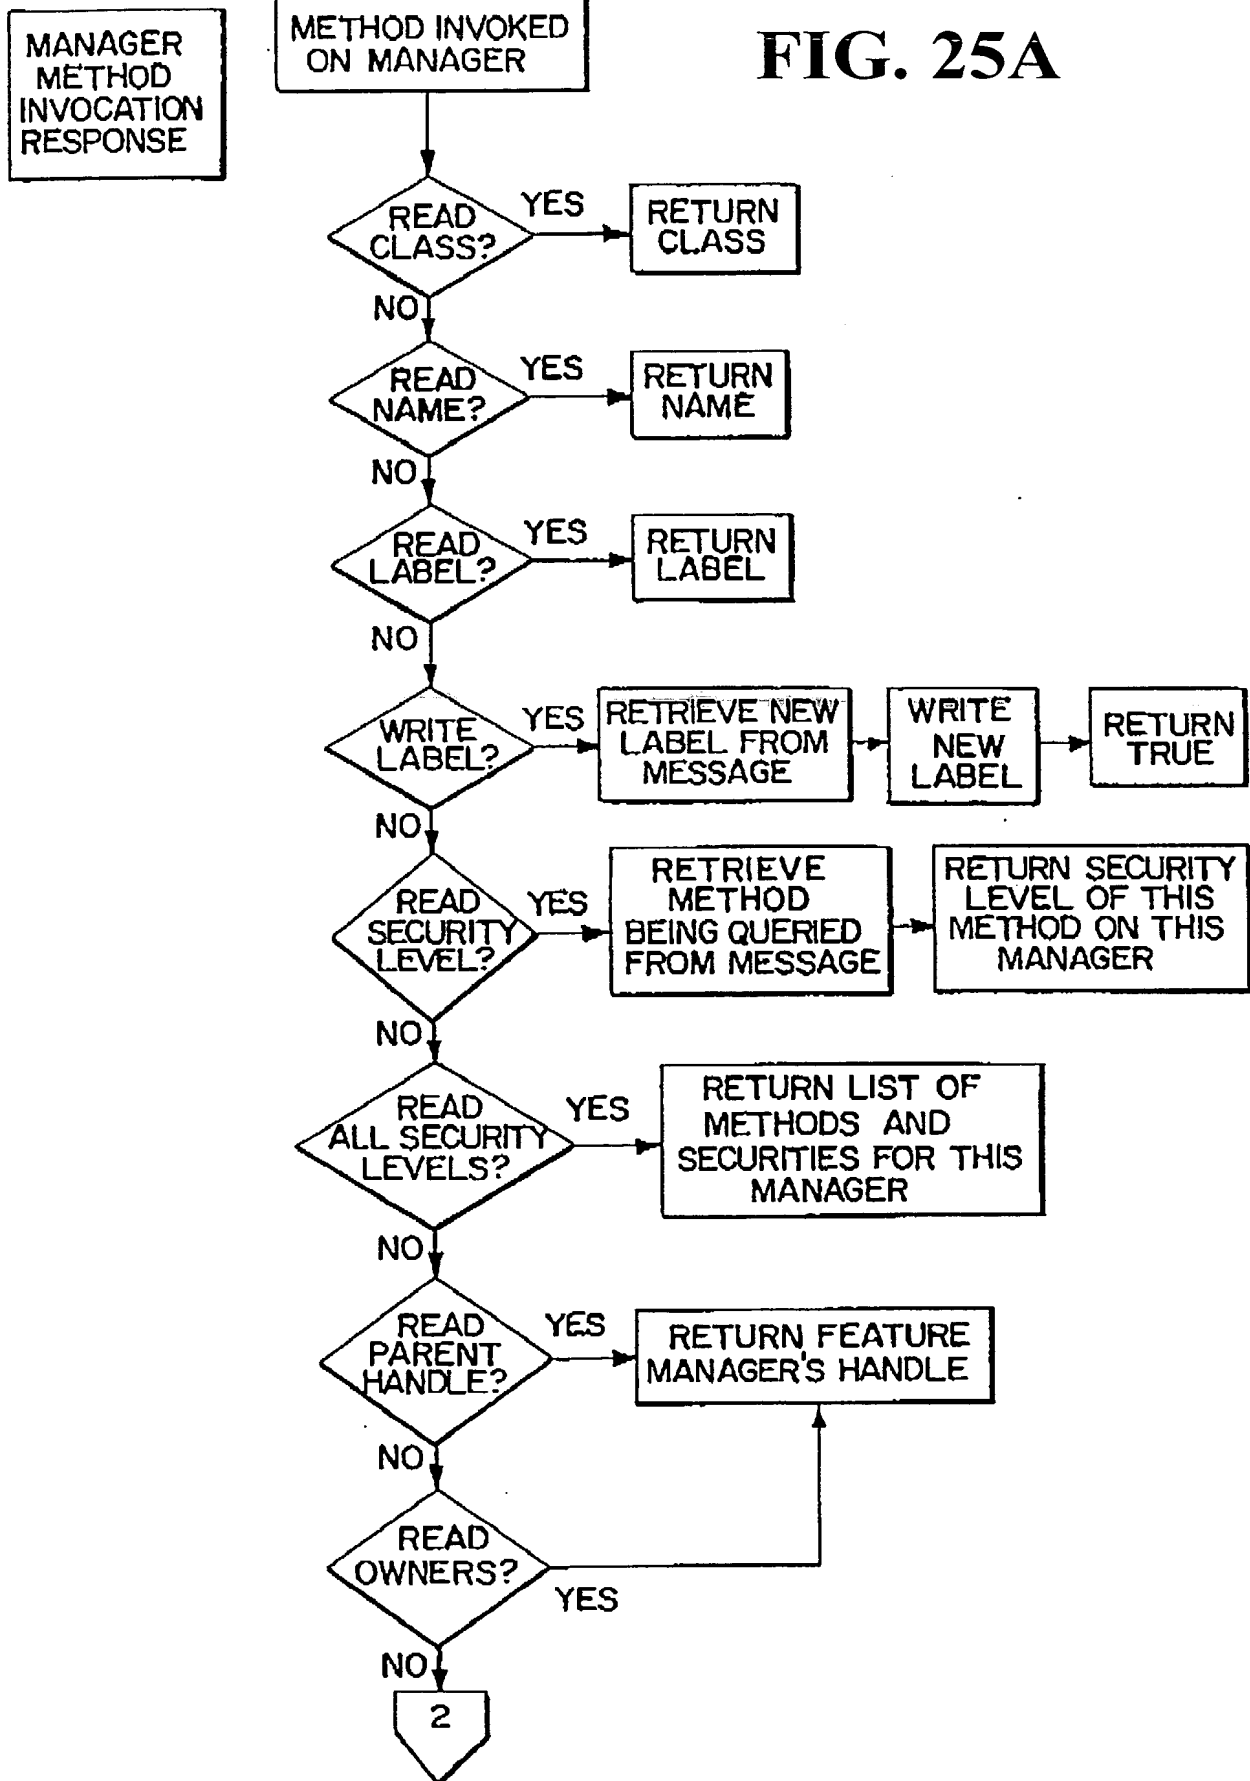 MANAGER
METHOD
INVOCATION
RESPONSE
METHOD INVOKED
ON MANAGER
FIG. 25A
READ
CLASS?
YES
RETURN
CLASS
NO
READ
NAME?
YES
RETURN
NAME
NO
READ
LABEL?
YES
RETURN
LABEL
NO
WRITE
LABEL?
YES
RETRIEVE NEW
LABEL FROM
MESSAGE
WRITE
NEW
LABEL
RETURN
TRUE
NO
READ
SECURITY
LEVEL?
YES
RETRIEVE
METHOD
BEING QUERIED
FROM MESSAGE
RETURN SECURITY
LEVEL OF THIS
METHOD ON THIS
MANAGER
NO
READ
ALL SECURITY
LEVELS?
YES
RETURN LIST OF
METHODS AND
SECURITIES FOR THIS
MANAGER
NO
READ
PARENT
HANDLE?
YES
RETURN FEATURE
MANAGER'S HANDLE
NO
READ
OWNERS?
YES
NO
2